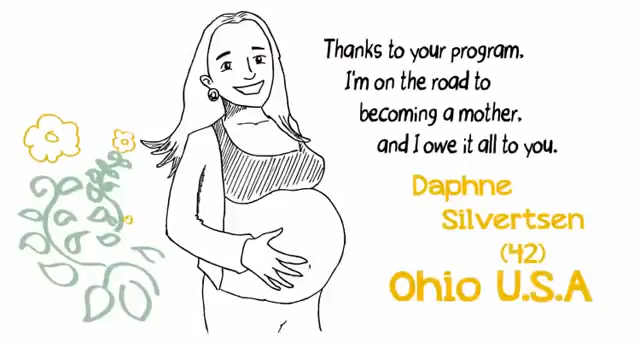 Thanks to your program,
I'm on the road to
becoming a mother,
and I owe it all to you.
Daphne
Silvertsen
(42)
Ohio U.S.A